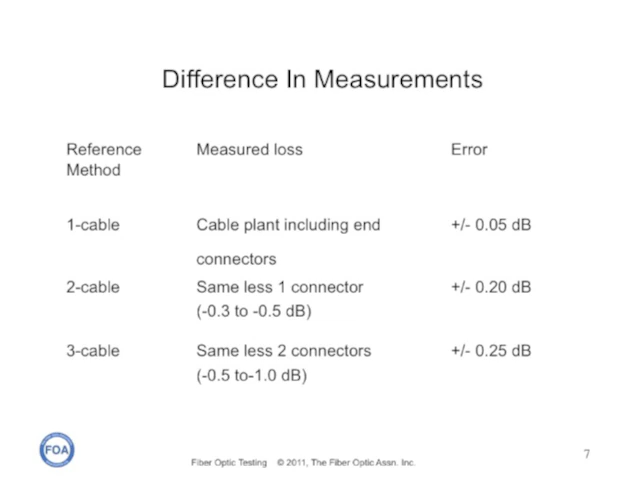 Difference In Measurements
Reference Method
Measured loss
Error
1-cable
Cable plant including end connectors
+/- 0.05 dB
2-cable
Same less 1 connector
(-0.3 to -0.5 dB)
+/- 0.20 dB
3-cable
Same less 2 connectors
(-0.5 to-1.0 dB)
+/- 0.25 dB
FOA
Fiber Optic Testing © 2011, The Fiber Optic Assn. Inc.
7